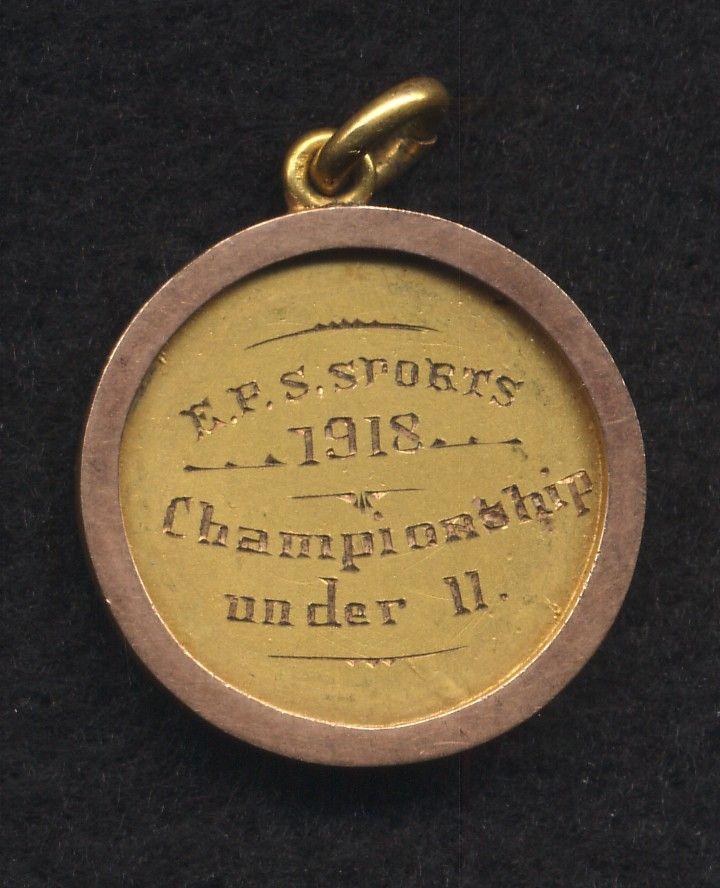 E.P.S. SPORTS
1918
Championship
under 11.